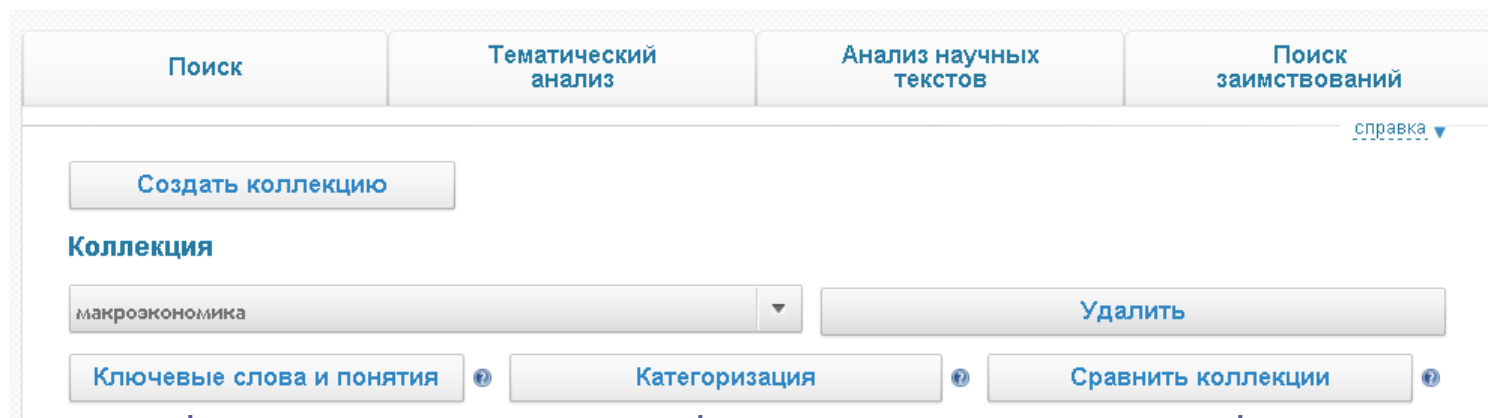 Поиск
Тематический
анализ
Анализ научных
текстов
Поиск
заимствований
справка
Создать коллекцию
Коллекция
макроэкономика
Удалить
Ключевые слова и понятия
Категоризация
Сравнить коллекции